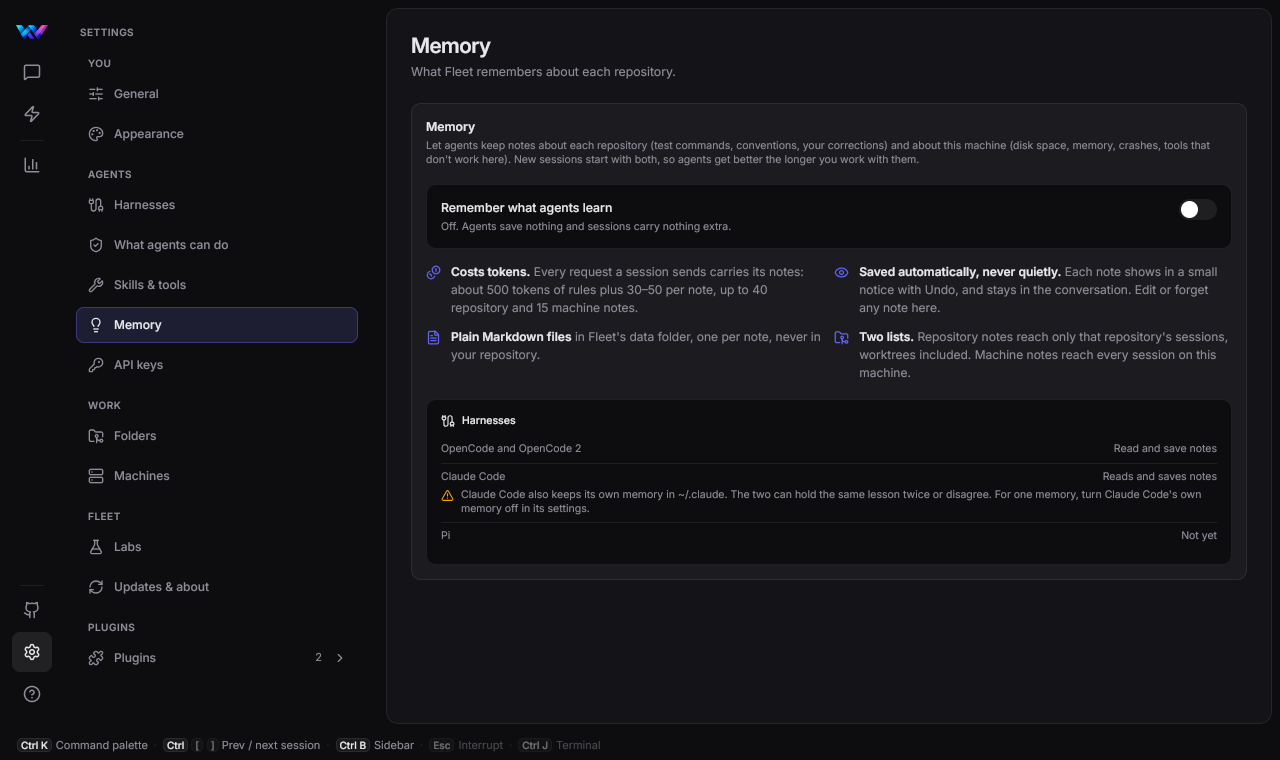 SETTINGS
YOU
General
Appearance
AGENTS
Harnesses
What agents can do
Skills & tools
Memory
API keys
WORK
Folders
Machines
FLEET
Labs
Updates & about
PLUGINS
Plugins 2
Memory
What Fleet remembers about each repository.
Memory
Let agents keep notes about each repository (test commands, conventions, your corrections) and about this machine (disk space, memory, crashes, tools that
don't work here). New sessions start with both, so agents get better the longer you work with them.
Remember what agents learn
Off. Agents save nothing and sessions carry nothing extra.
Costs tokens. Every request a session sends carries its notes:
about 500 tokens of rules plus 30–50 per note, up to 40
repository and 15 machine notes.
Saved automatically, never quietly. Each note shows in a small
notice with Undo, and stays in the conversation. Edit or forget
any note here.
Plain Markdown files in Fleet's data folder, one per note, never in
your repository.
Two lists. Repository notes reach only that repository's sessions,
worktrees included. Machine notes reach every session on this
machine.
Harnesses
OpenCode and OpenCode 2 Read and save notes
Claude Code Reads and saves notes
Claude Code also keeps its own memory in ~/.claude. The two can hold the same lesson twice or disagree. For one memory, turn Claude Code's own
memory off in its settings.
Pi Not yet
Ctrl K Command palette · Ctrl [ ] Prev / next session · Ctrl B Sidebar · Esc Interrupt · Ctrl J Terminal